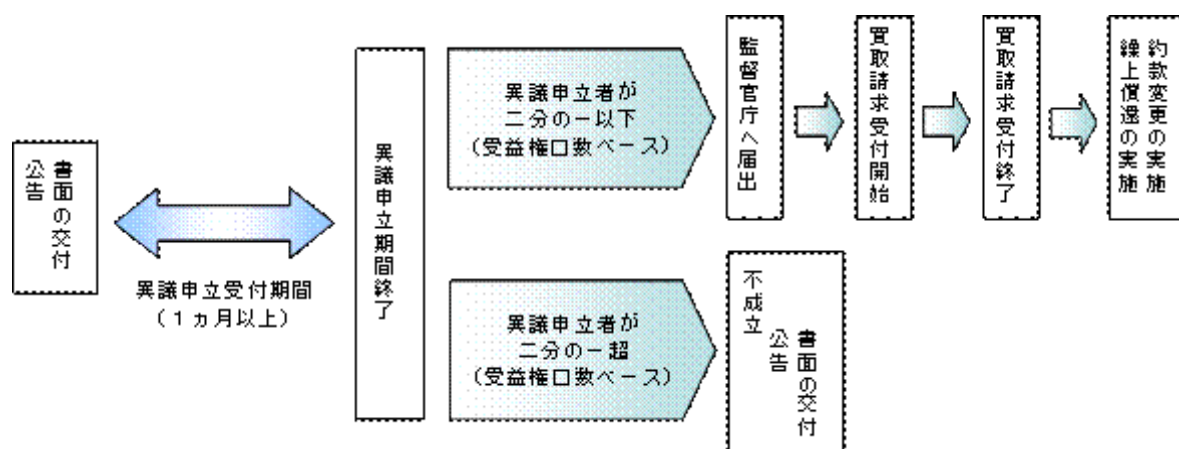 書面の交付
公告
異議申立受付期間
(1ヵ月以上)
異議申立期間終了
異議申立者が
二分の一以下
(受益権口数ベース)
監督官庁へ届出
買取請求受付開始
買取請求受付終了
約款変更の実施
繰上償還の実施
異議申立者が
二分の一超
(受益権口数ベース)
不成立
書面の交付
公告